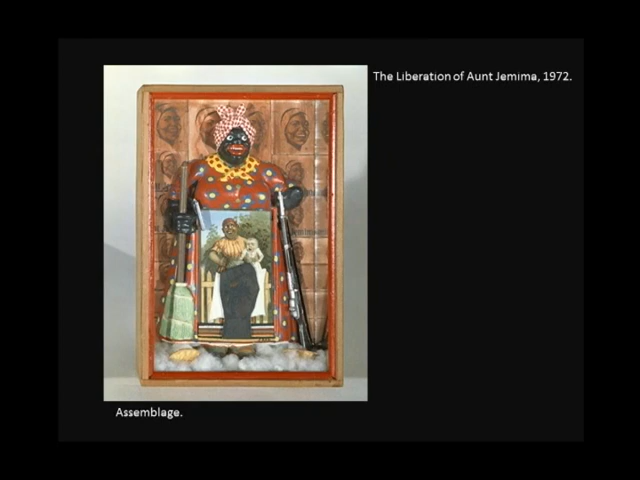 The Liberation of Aunt Jemima, 1972.
Assemblage.